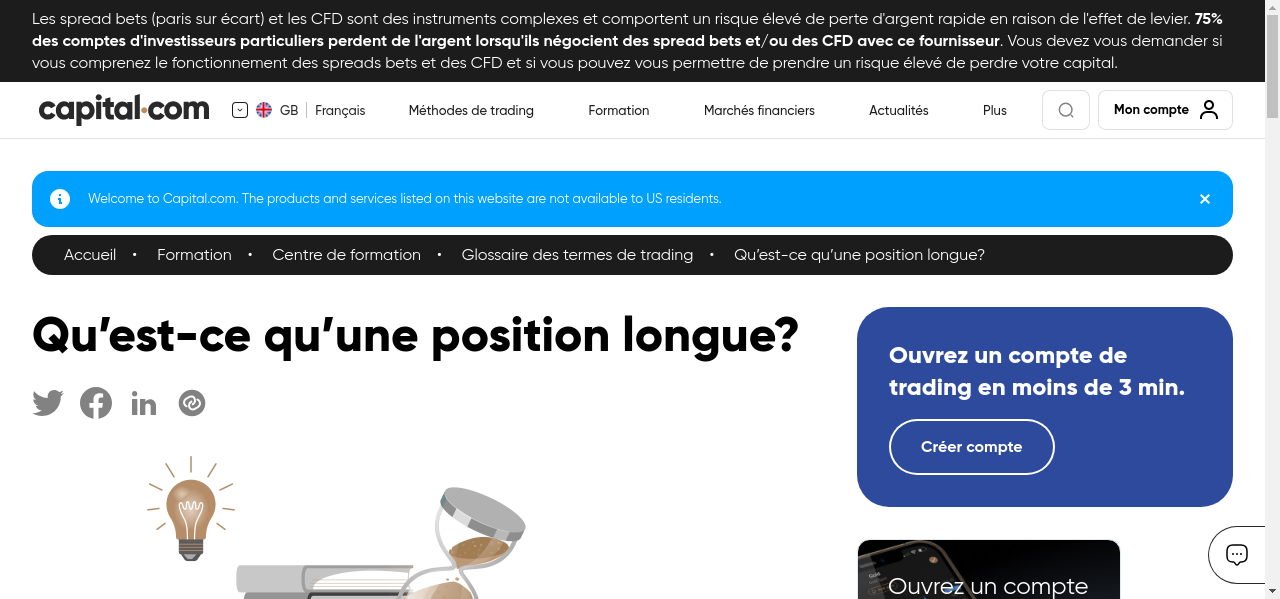 Les spread bets (paris sur écart) et les CFD sont des instruments complexes et comportent un risque élevé de perte d'argent rapide en raison de l'effet de levier. 75%
des comptes d'investisseurs particuliers perdent de l'argent lorsqu'ils négocient des spread bets et/ou des CFD avec ce fournisseur. Vous devez vous demander si
vous comprenez le fonctionnement des spreads bets et des CFD et si vous pouvez vous permettre de prendre un risque élevé de perdre votre capital.
capital.com GB Français Méthodes de trading Formation Marchés financiers Actualités Plus Mon compte
Welcome to Capital.com. The products and services listed on this website are not available to US residents.
Accueil • Formation • Centre de formation • Glossaire des termes de trading • Qu’est-ce qu’une position longue?
Qu’est-ce qu’une position longue?
Ouvrez un compte de
trading en moins de 3 min.
Créer compte
Ouvrez un compte